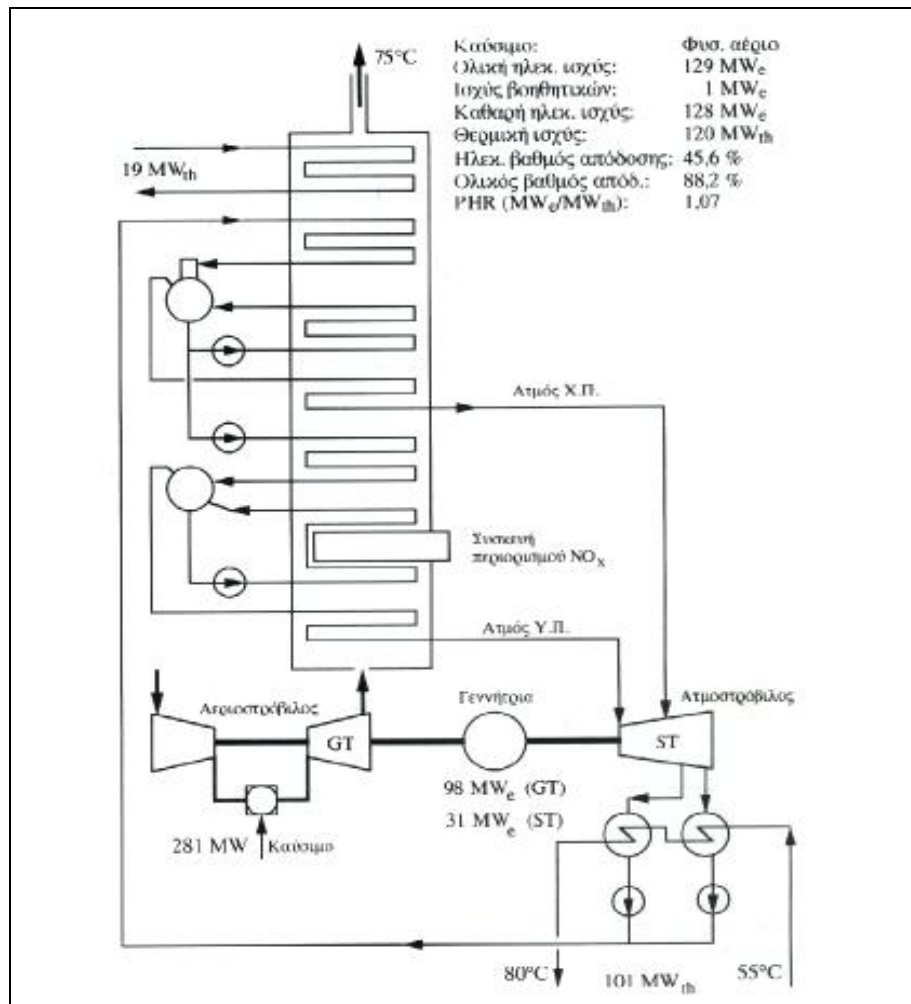 75°C
Καύσιμο: Φυσ. αέριο
Ολική ηλεκ. ισχύς: 129 MWₑ
Ισχύς βοηθητικών: 1 MWₑ
Καθαρή ηλεκ. ισχύς: 128 MWₑ
Θερμική ισχύς: 120 MWₜₕ
Ηλεκ. βαθμός απόδοσης: 45,6 %
Ολικός βαθμός απόδ.: 88,2 %
PHR (MWₑ/MWₜₕ): 1,07
19 MWₜₕ
Ατμός Χ.Π.
Συσκευή
περιορισμού NOₓ
Ατμός Υ.Π.
Αεριοστρόβιλος
Γεννήτρια
Ατμοστρόβιλος
GT
ST
98 MWₑ (GT)
31 MWₑ (ST)
281 MW Καύσιμο
80°C
101 MWₜₕ
55°C